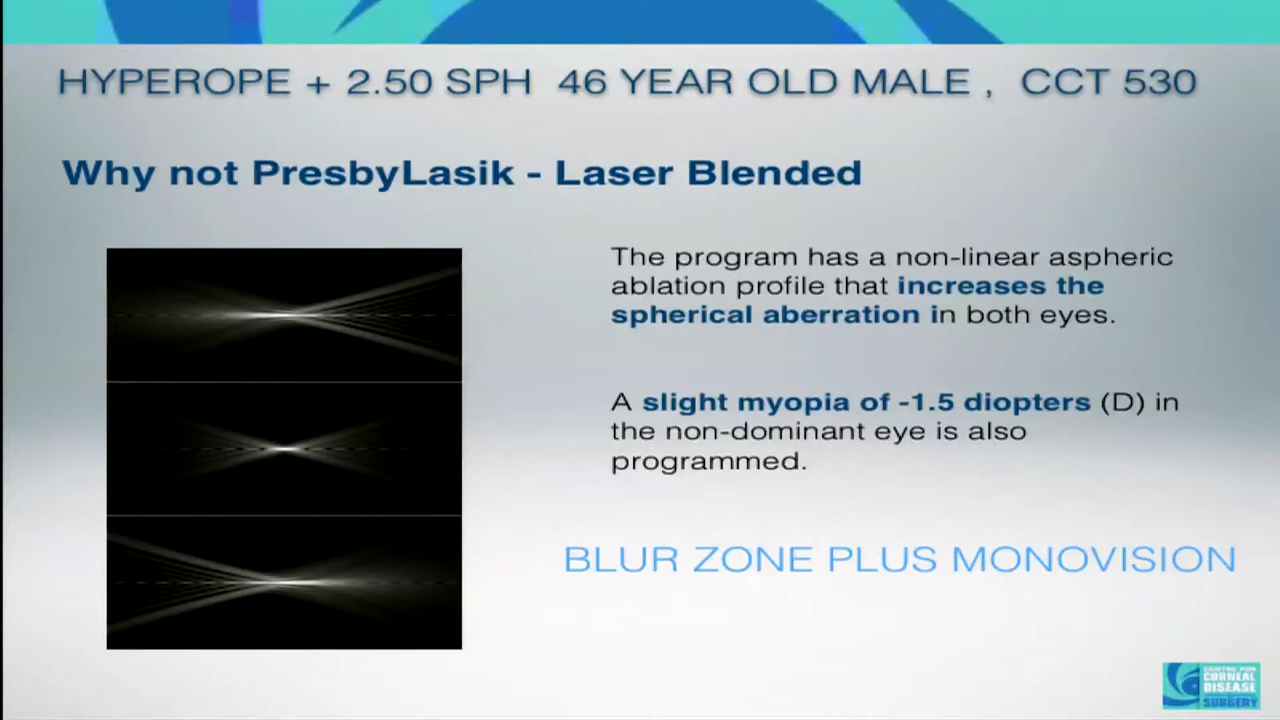 HYPEROPE + 2.50 SPH 46 YEAR OLD MALE , CCT 530
Why not PresbyLasik - Laser Blended
The program has a non-linear aspheric
ablation profile that increases the
spherical aberration in both eyes.
A slight myopia of -1.5 diopters (D) in
the non-dominant eye is also
programmed.
BLUR ZONE PLUS MONOVISION
CENTRE FOR
CORNEAL
DISEASE
SURGERY